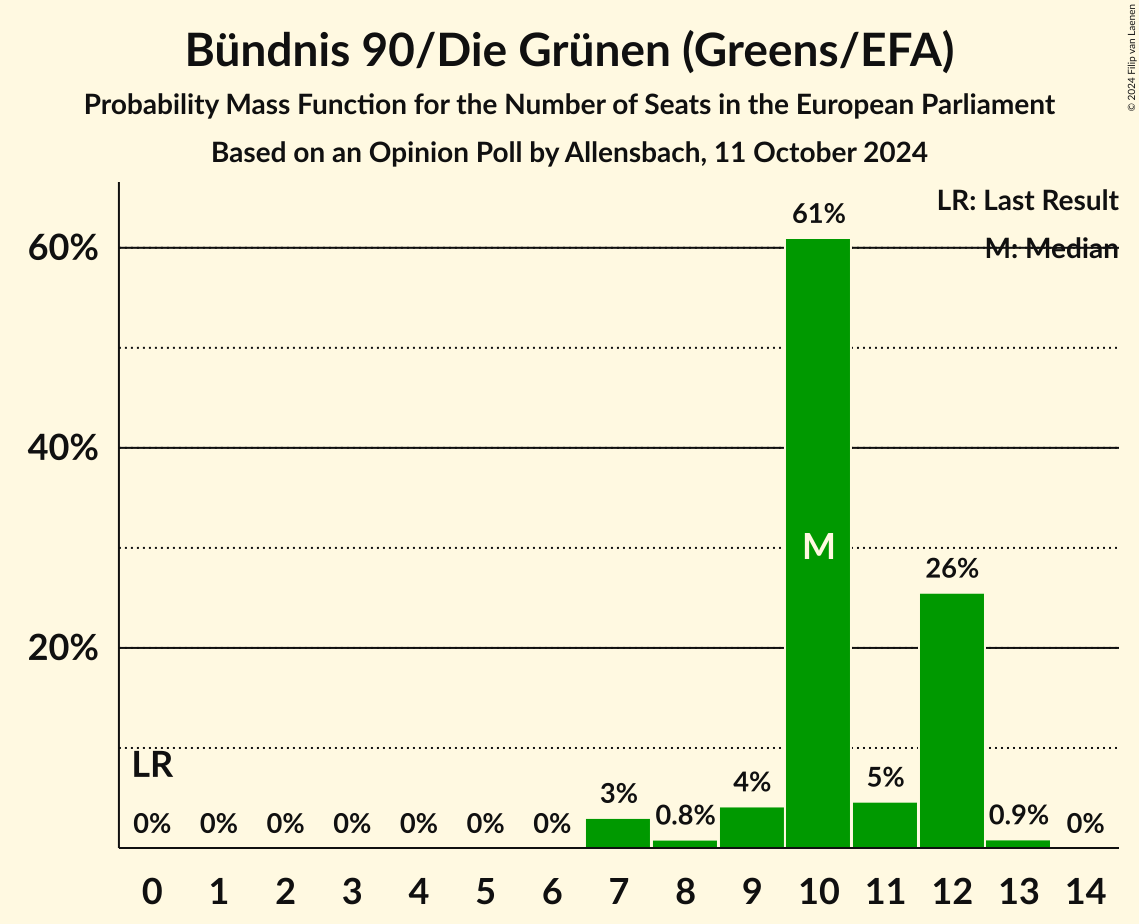 Bündnis 90/Die Grünen (Greens/EFA)
Probability Mass Function for the Number of Seats in the European Parliament
Based on an Opinion Poll by Allensbach, 11 October 2024
© 2024 Filip van Laenen
LR: Last Result
M: Median
60%
40%
20%
61%
M
26%
LR
0% 0% 0% 0% 0% 0% 0% 3% 0.8% 4% 5% 0.9% 0%
0 1 2 3 4 5 6 7 8 9 10 11 12 13 14